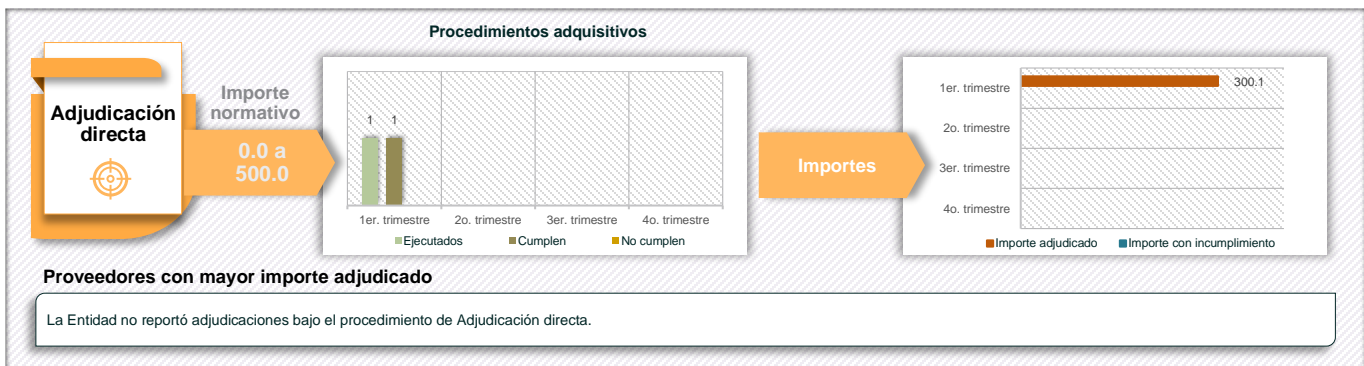 Procedimientos adquisitivos
Adjudicación
directa
Importe
normativo
0.0 a
500.0
1 1
1er. trimestre 2o. trimestre 3er. trimestre 4o. trimestre
Ejecutados Cumplen No cumplen
Importes
1er. trimestre 300.1
2o. trimestre
3er. trimestre
4o. trimestre
Importe adjudicado Importe con incumplimiento
Proveedores con mayor importe adjudicado
La Entidad no reportó adjudicaciones bajo el procedimiento de Adjudicación directa.